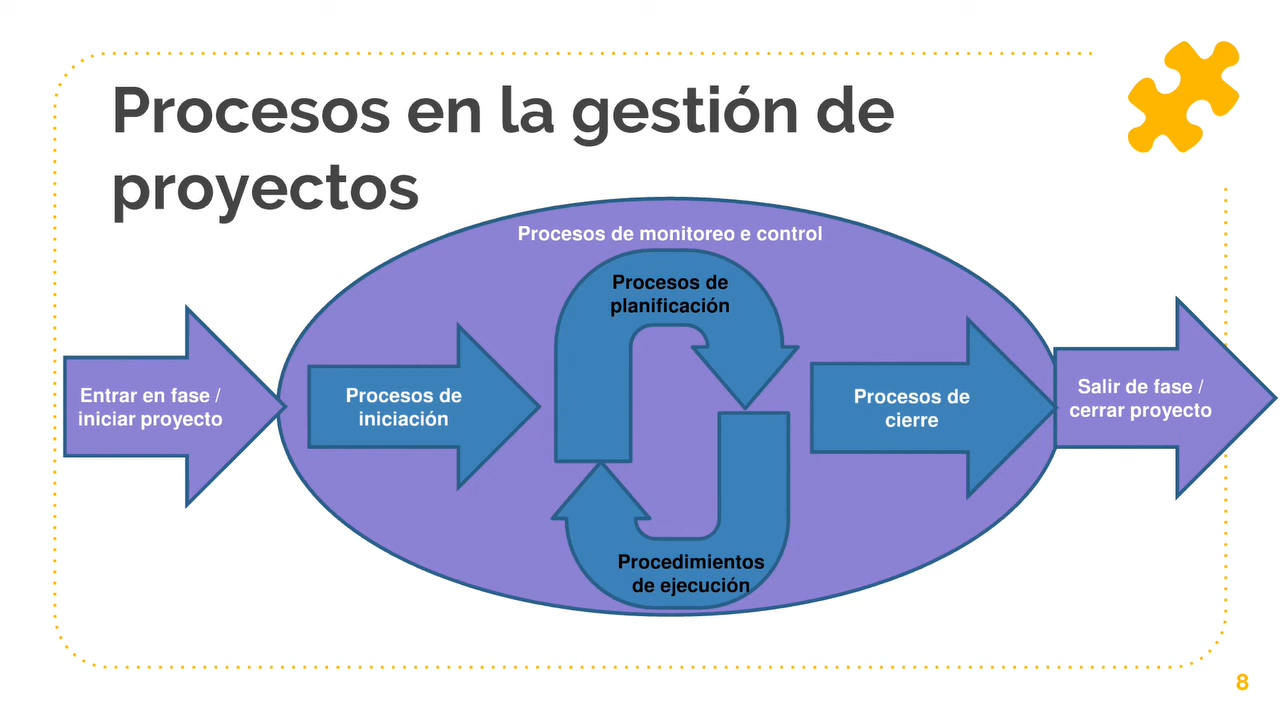 Procesos en la gestión de
proyectos
Procesos de monitoreo e control
Procesos de
planificación
Entrar en fase /
iniciar proyecto
Procesos de
iniciación
Procesos de
cierre
Salir de fase /
cerrar proyecto
Procedimientos
de ejecución
8